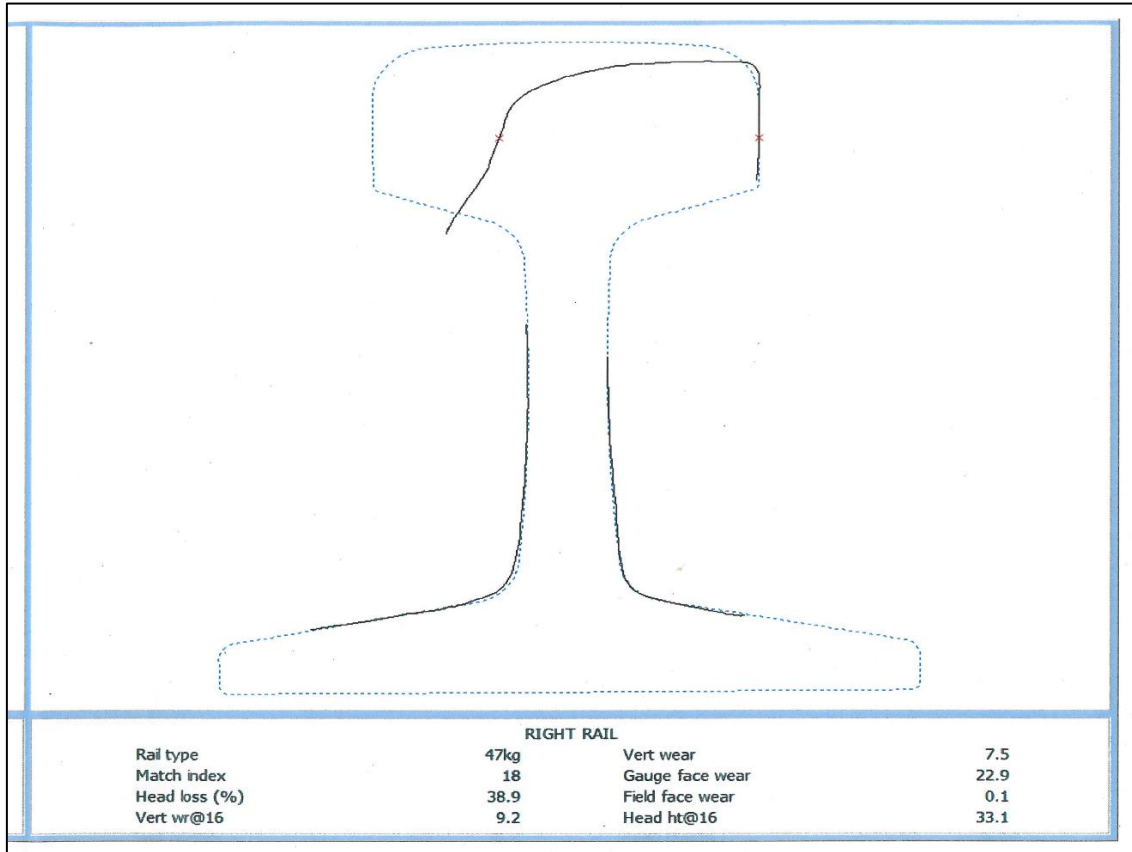 RIGHT RAIL
Rail type 47kg Vert wear 7.5
Match index 18 Gauge face wear 22.9
Head loss (%) 38.9 Field face wear 0.1
Vert wr@16 9.2 Head ht@16 33.1